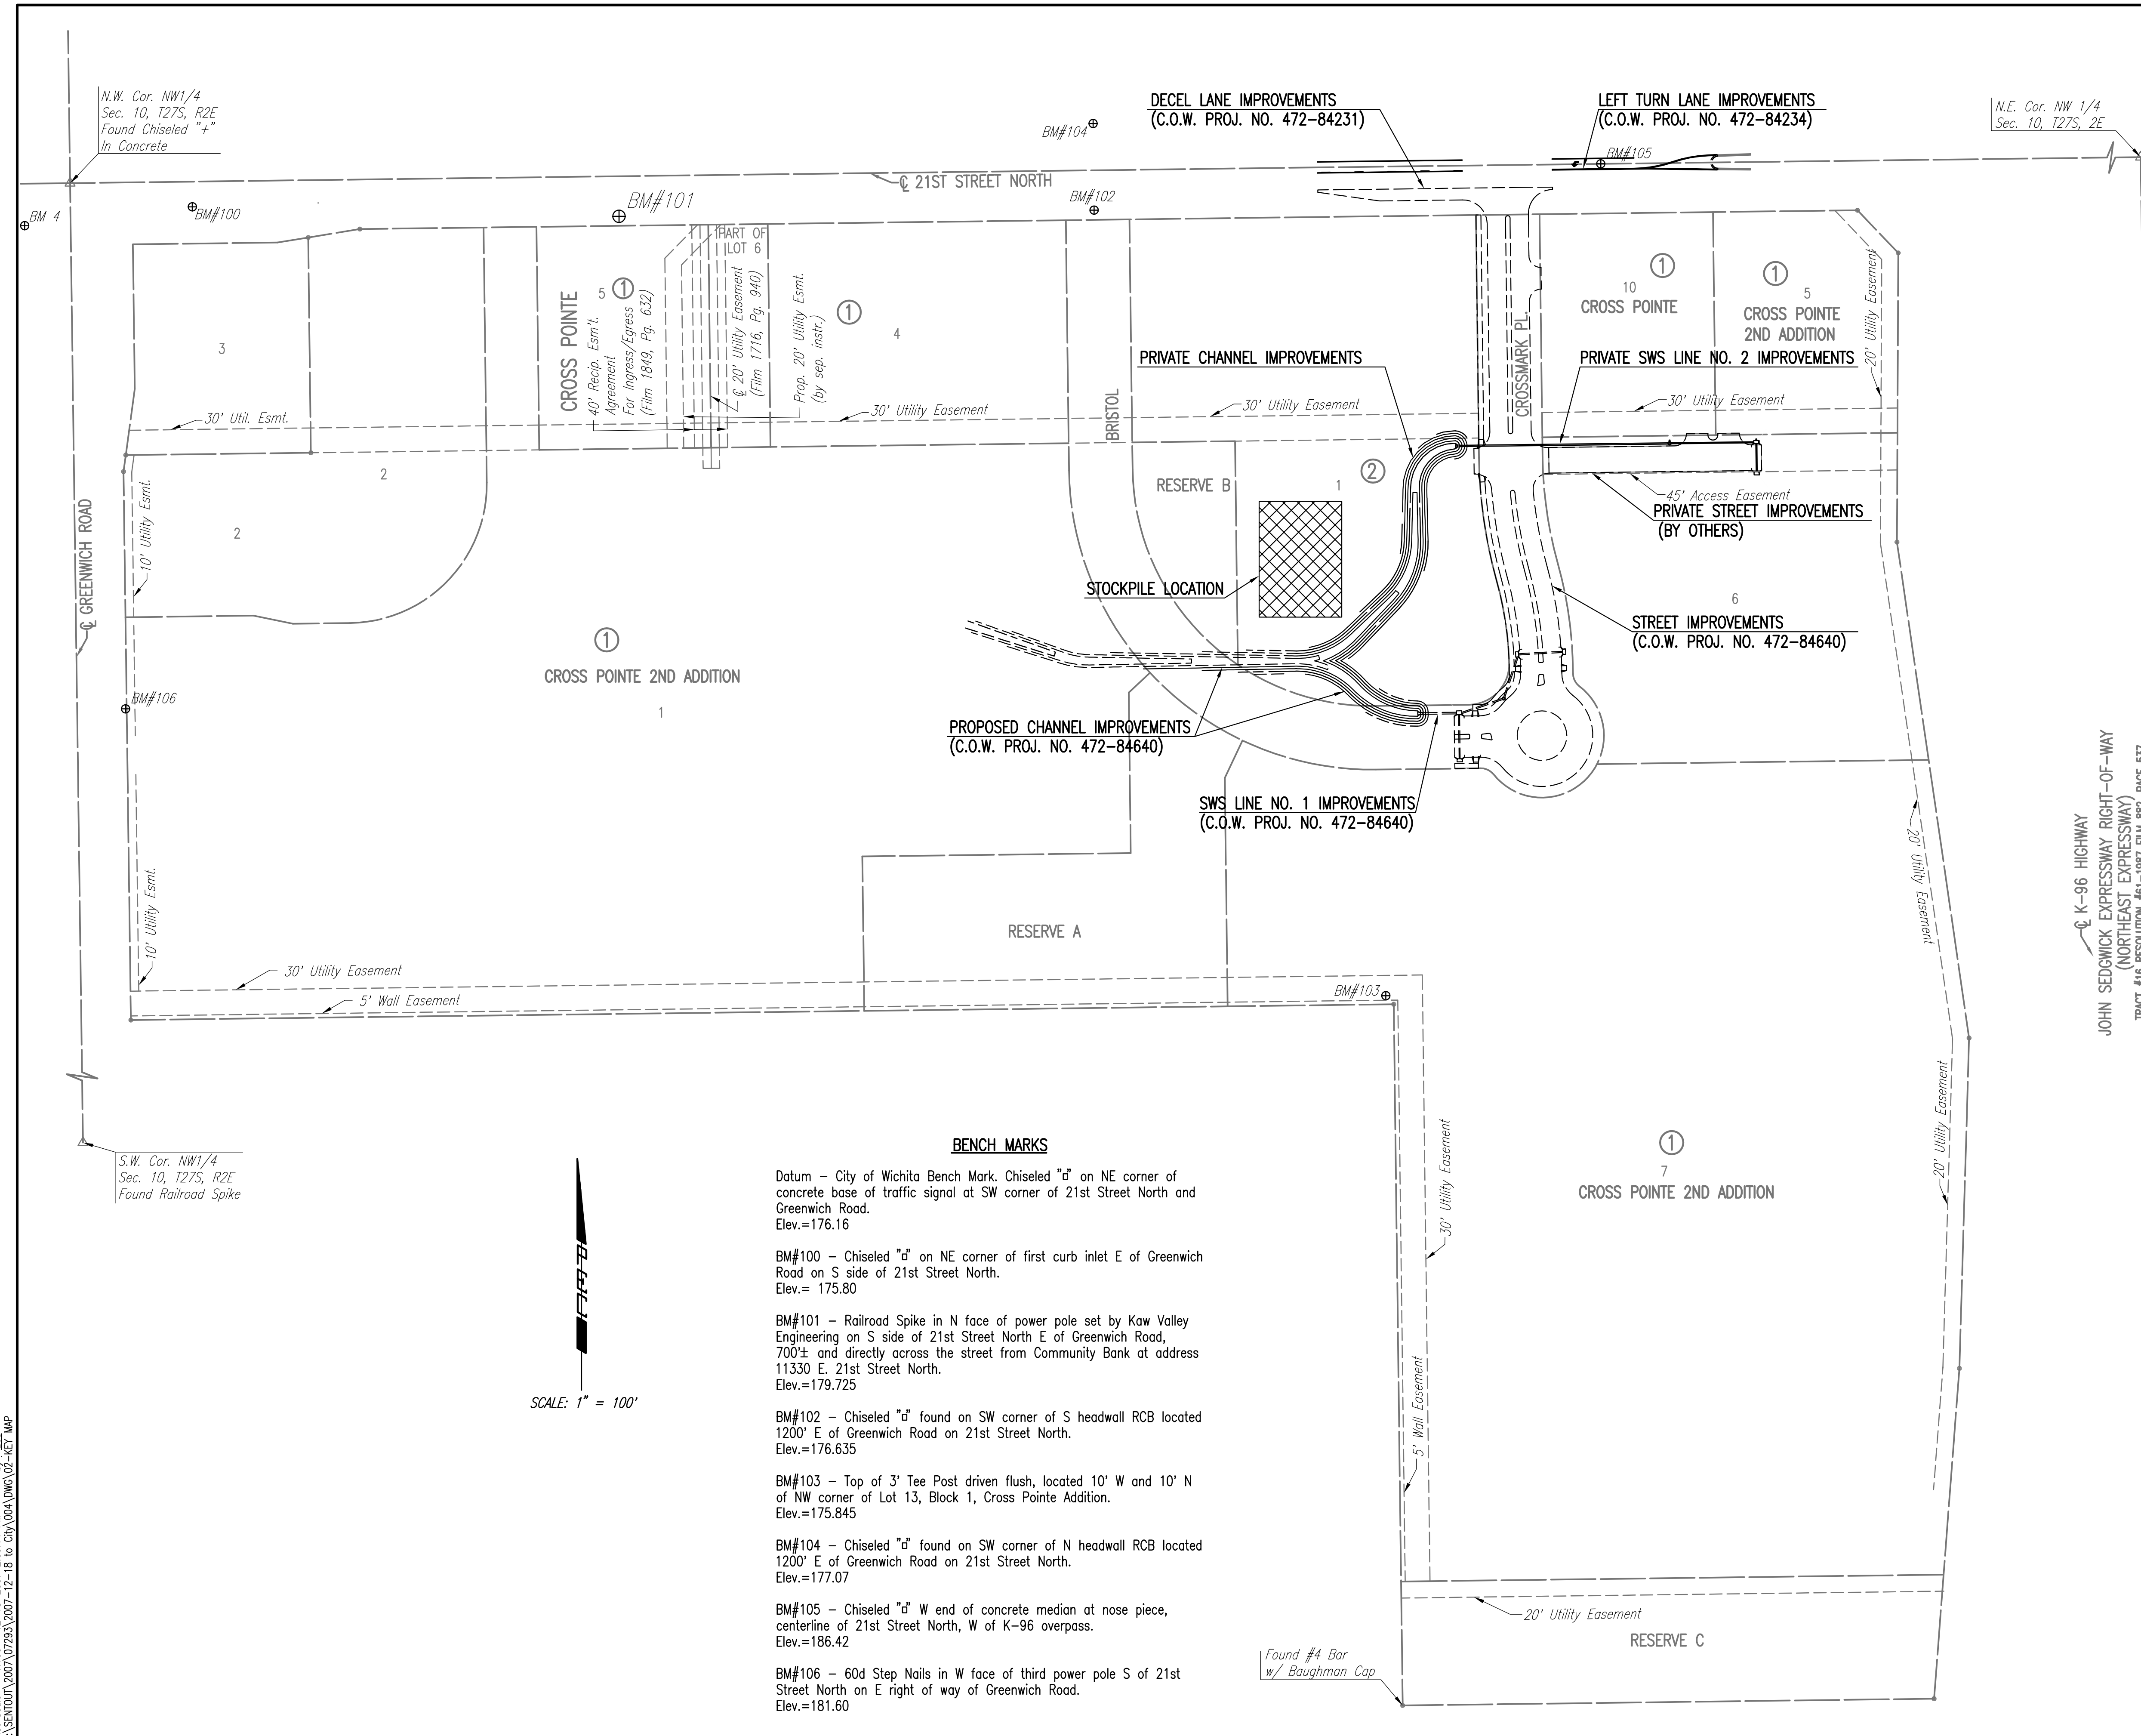 N.W. Cor. NW1/4
Sec. 10, T27S, R2E
Found Chiseled "+"
In Concrete
DECEL LANE IMPROVEMENTS
(C.O.W. PROJ. NO. 472-84231)
LEFT TURN LANE IMPROVEMENTS
(C.O.W. PROJ. NO. 472-84234)
N.E. Cor. NW 1/4
Sec. 10, T27S, 2E
BM#104
BM#105
℄ 21ST STREET NORTH
BM 4
BM#100
BM#101
BM#102
PART OF
LOT 6
CROSS POINTE
5
1
40' Recip. Esm't.
Agreement
For Ingress/Egress
(Film 1849, Pg. 632)
℄ 20' Utility Easement
(Film 1716, Pg. 940)
Prop. 20' Utility Esmt.
(by sep. instr.)
1
4
3
BRISTOL
CROSSMARK PL.
1
10
CROSS POINTE
1
5
CROSS POINTE
2ND ADDITION
20' Utility Easement
PRIVATE CHANNEL IMPROVEMENTS
PRIVATE SWS LINE NO. 2 IMPROVEMENTS
30' Util. Esmt.
30' Utility Easement
30' Utility Easement
30' Utility Easement
2
2
10' Utility Esmt.
℄ GREENWICH ROAD
RESERVE B
1
2
45' Access Easement
PRIVATE STREET IMPROVEMENTS
(BY OTHERS)
STOCKPILE LOCATION
6
STREET IMPROVEMENTS
(C.O.W. PROJ. NO. 472-84640)
1
CROSS POINTE 2ND ADDITION
1
BM#106
PROPOSED CHANNEL IMPROVEMENTS
(C.O.W. PROJ. NO. 472-84640)
SWS LINE NO. 1 IMPROVEMENTS
(C.O.W. PROJ. NO. 472-84640)
20' Utility Easement
℄ K-96 HIGHWAY
JOHN SEDGWICK EXPRESSWAY RIGHT-OF-WAY
(NORTHEAST EXPRESSWAY)
10' Utility Esmt.
RESERVE A
30' Utility Easement
5' Wall Easement
BM#103
S.W. Cor. NW1/4
Sec. 10, T27S, R2E
Found Railroad Spike
SCALE: 1" = 100'
BENCH MARKS
Datum - City of Wichita Bench Mark. Chiseled "□" on NE corner of
concrete base of traffic signal at SW corner of 21st Street North and
Greenwich Road.
Elev.=176.16
BM#100 - Chiseled "□" on NE corner of first curb inlet E of Greenwich
Road on S side of 21st Street North.
Elev.= 175.80
BM#101 - Railroad Spike in N face of power pole set by Kaw Valley
Engineering on S side of 21st Street North E of Greenwich Road,
700'± and directly across the street from Community Bank at address
11330 E. 21st Street North.
Elev.=179.725
BM#102 - Chiseled "□" found on SW corner of S headwall RCB located
1200' E of Greenwich Road on 21st Street North.
Elev.=176.635
BM#103 - Top of 3' Tee Post driven flush, located 10' W and 10' N
of NW corner of Lot 13, Block 1, Cross Pointe Addition.
Elev.=175.845
BM#104 - Chiseled "□" found on SW corner of N headwall RCB located
1200' E of Greenwich Road on 21st Street North.
Elev.=177.07
BM#105 - Chiseled "□" W end of concrete median at nose piece,
centerline of 21st Street North, W of K-96 overpass.
Elev.=186.42
BM#106 - 60d Step Nails in W face of third power pole S of 21st
Street North on E right of way of Greenwich Road.
Elev.=181.60
30' Utility Easement
5' Wall Easement
1
7
CROSS POINTE 2ND ADDITION
20' Utility Easement
20' Utility Easement
RESERVE C
Found #4 Bar
w/ Baughman Cap
:\SENTOUT\2007\07293\2007-12-18 to City\004\DWG\02-KEY MAP